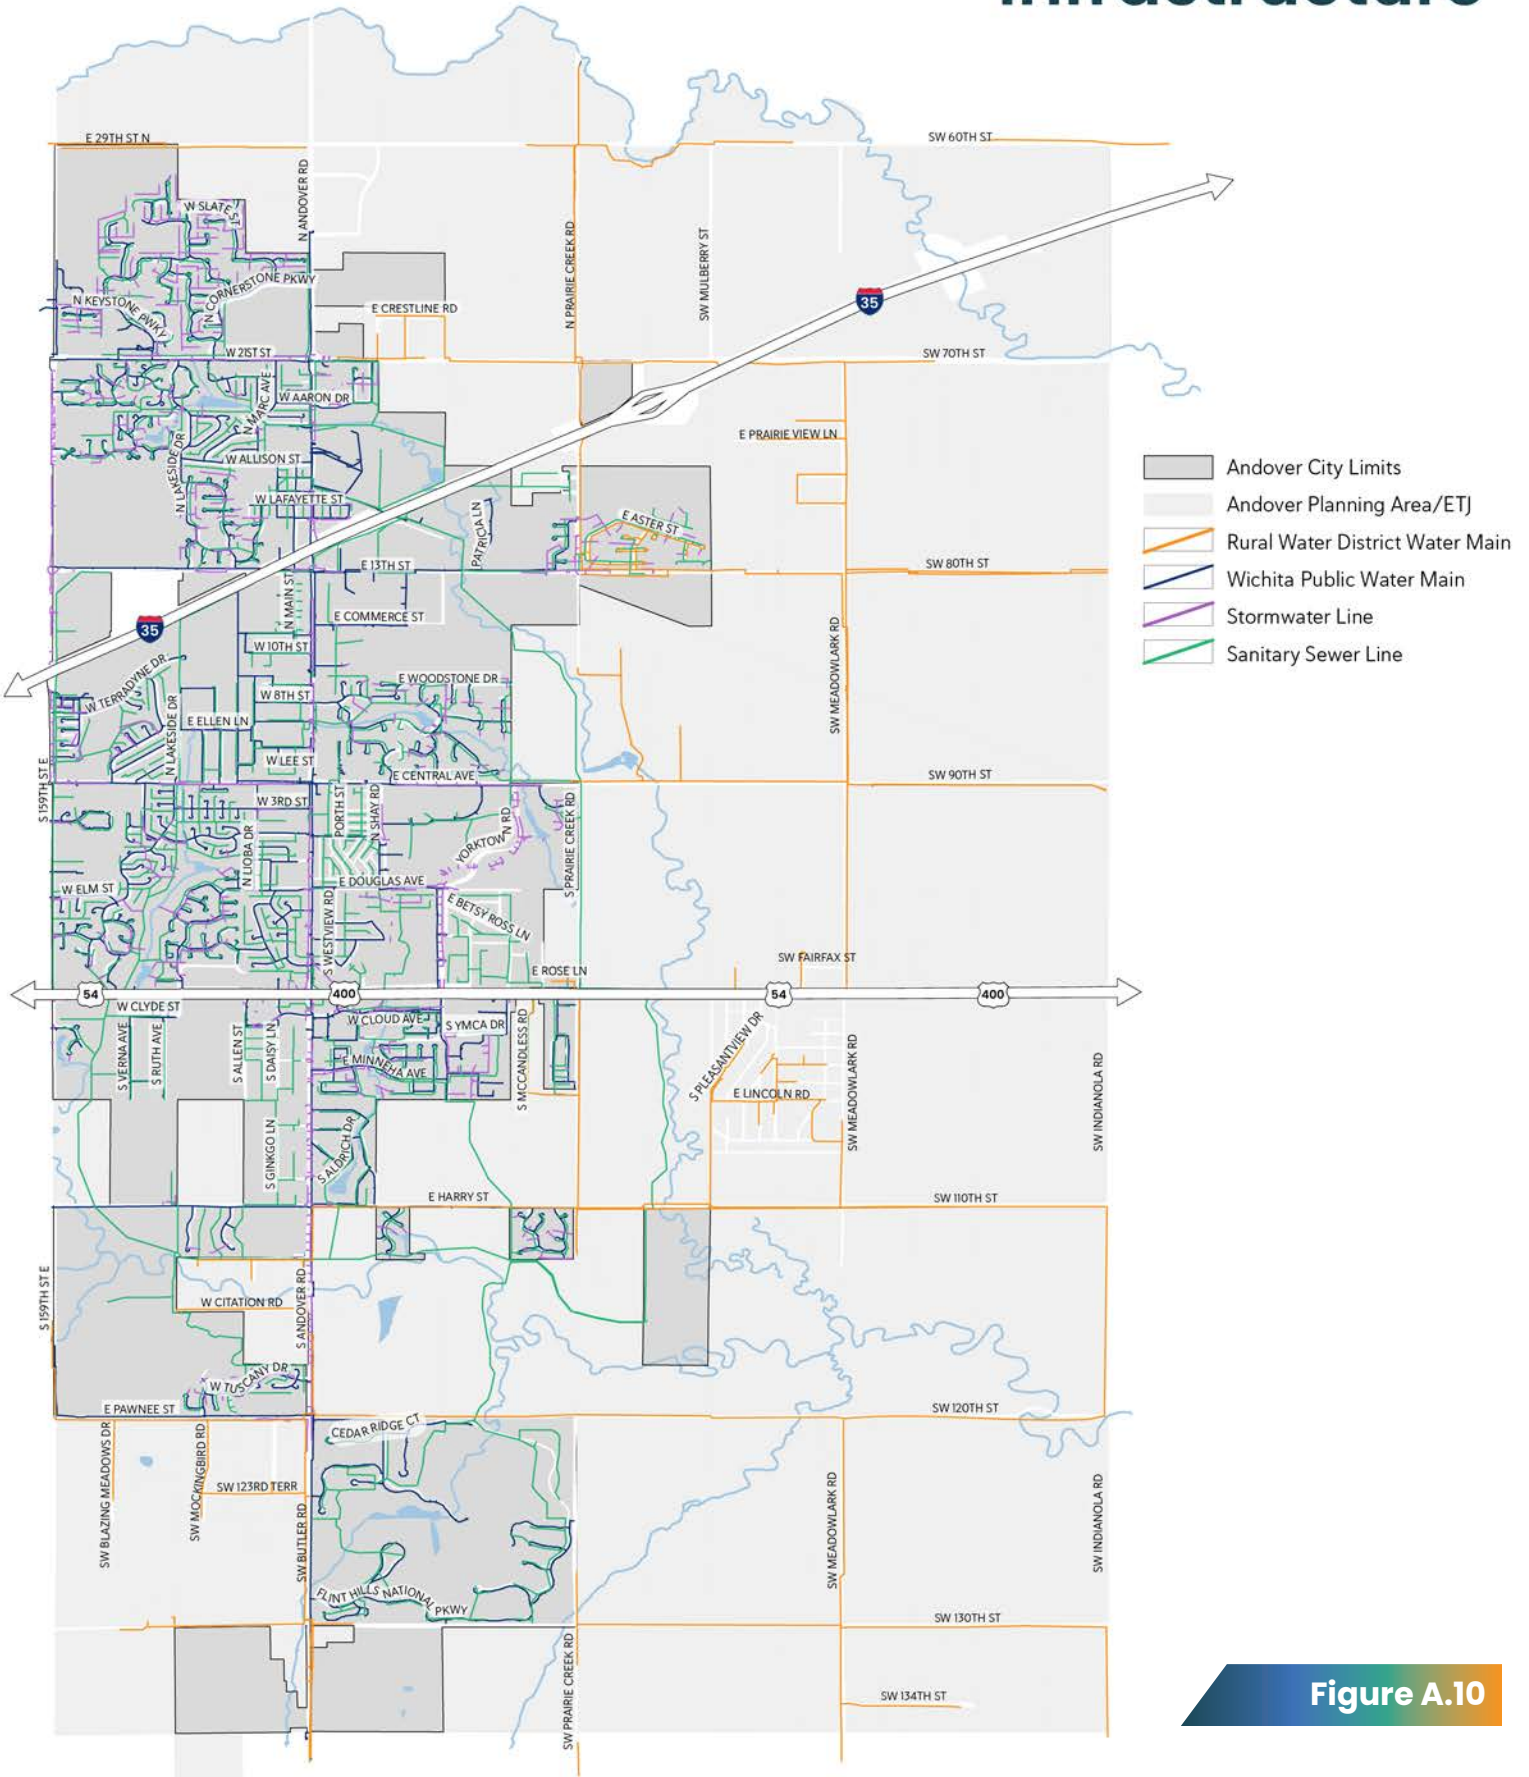 Infrastructure
E 29TH ST N
SW 60TH ST
N ANDOVER RD
W SLATE ST
N PRAIRIE CREEK RD
SW MULBERRY ST
N CORNERSTONE PKWY
N KEYSTONE PWKY
E CRESTLINE RD
35
W 21ST ST
SW 70TH ST
N MARC AVE
W AARON DR
E PRAIRIE VIEW LN
N LAKESIDE DR
W ALLISON ST
W LAFAYETTE ST
PATRICIA LN
E ASTER ST
E 13TH ST
SW 80TH ST
N MAIN ST
E COMMERCE ST
35
W 10TH ST
SW MEADOWLARK RD
W TERRADYNE DR
E WOODSTONE DR
W 8TH ST
N LAKESIDE DR
E ELLEN LN
W LEE ST
S 159TH ST E
E CENTRAL AVE
SW 90TH ST
W 3RD ST
PORTH ST
N SHAY RD
N LIOBA DR
YORKTOWN RD
S PRAIRIE CREEK RD
W ELM ST
E DOUGLAS AVE
S WESTVIEW RD
E BETSY ROSS LN
SW FAIRFAX ST
E ROSE LN
54
400
54
400
W CLYDE ST
W CLOUD AVE
S YMCA DR
S VERNA AVE
S RUTH AVE
S ALLEN ST
S DAISY LN
E MINNEHA AVE
S MCCANDLESS RD
S PLEASANTVIEW DR
E LINCOLN RD
SW MEADOWLARK RD
SW INDIANOLA RD
S GINKGO LN
S ALDRICH DR
E HARRY ST
SW 110TH ST
S 159TH ST E
W CITATION RD
S ANDOVER RD
W TUSCANY DR
E PAWNEE ST
SW 120TH ST
CEDAR RIDGE CT
SW BLAZING MEADOWS DR
SW MOCKINGBIRD RD
SW 123RD TERR
SW BUTLER RD
SW MEADOWLARK RD
SW INDIANOLA RD
FLINT HILLS NATIONAL PKWY
SW 130TH ST
SW PRAIRIE CREEK RD
SW 134TH ST
Andover City Limits
Andover Planning Area/ETJ
Rural Water District Water Main
Wichita Public Water Main
Stormwater Line
Sanitary Sewer Line
Figure A.10